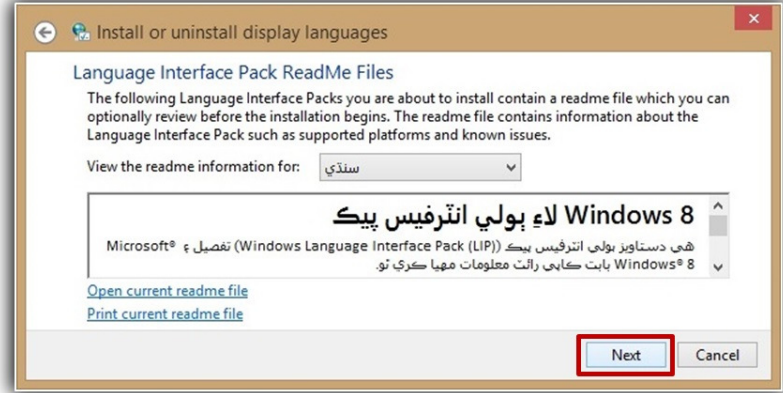 Install or uninstall display languages
Language Interface Pack ReadMe Files
The following Language Interface Packs you are about to install contain a readme file which you can
optionally review before the installation begins. The readme file contains information about the
Language Interface Pack such as supported platforms and known issues.
View the readme information for: سنڌي
Windows 8 لاءِ ٻولي انٽرفيس پيڪ
هي دستاويز ٻولي انٽرفيس پيڪ (Windows Language Interface Pack (LIP)) تفصيل ۽ Microsoft®
Windows® 8 بابت ڪاپي رائٽ معلومات مهيا ڪري ٿو.
Open current readme file
Print current readme file
Next Cancel